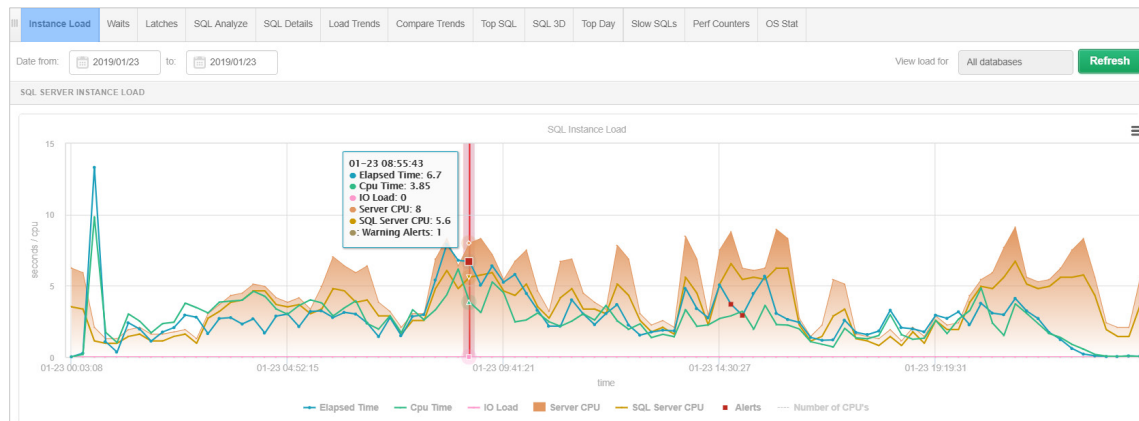 Instance Load Waits Latches SQL Analyze SQL Details Load Trends Compare Trends Top SQL SQL 3D Top Day Slow SQLs Perf Counters OS Stat
Date from: 2019/01/23 to: 2019/01/23 View load for All databases Refresh
SQL SERVER INSTANCE LOAD
SQL Instance Load
15
10
5
0
seconds / cpu
01-23 08:55:43
Elapsed Time: 6.7
Cpu Time: 3.85
IO Load: 0
Server CPU: 8
SQL Server CPU: 5.6
: Warning Alerts: 1
01-23 00:03:08 01-23 04:52:15 01-23 09:41:21 01-23 14:30:27 01-23 19:19:31
time
Elapsed Time Cpu Time IO Load Server CPU SQL Server CPU Alerts Number of CPU's